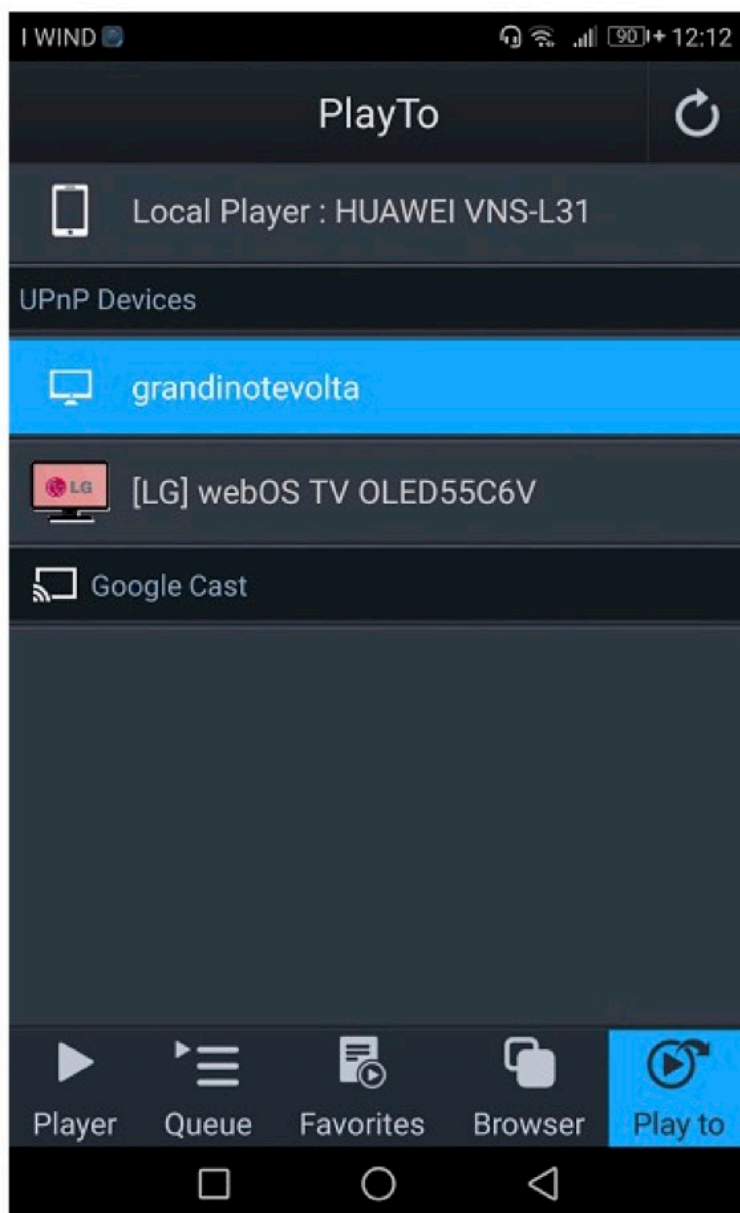 I WIND 90 12:12
PlayTo
Local Player : HUAWEI VNS-L31
UPnP Devices
grandinotevolta
LG [LG] webOS TV OLED55C6V
Google Cast
Player Queue Favorites Browser Play to